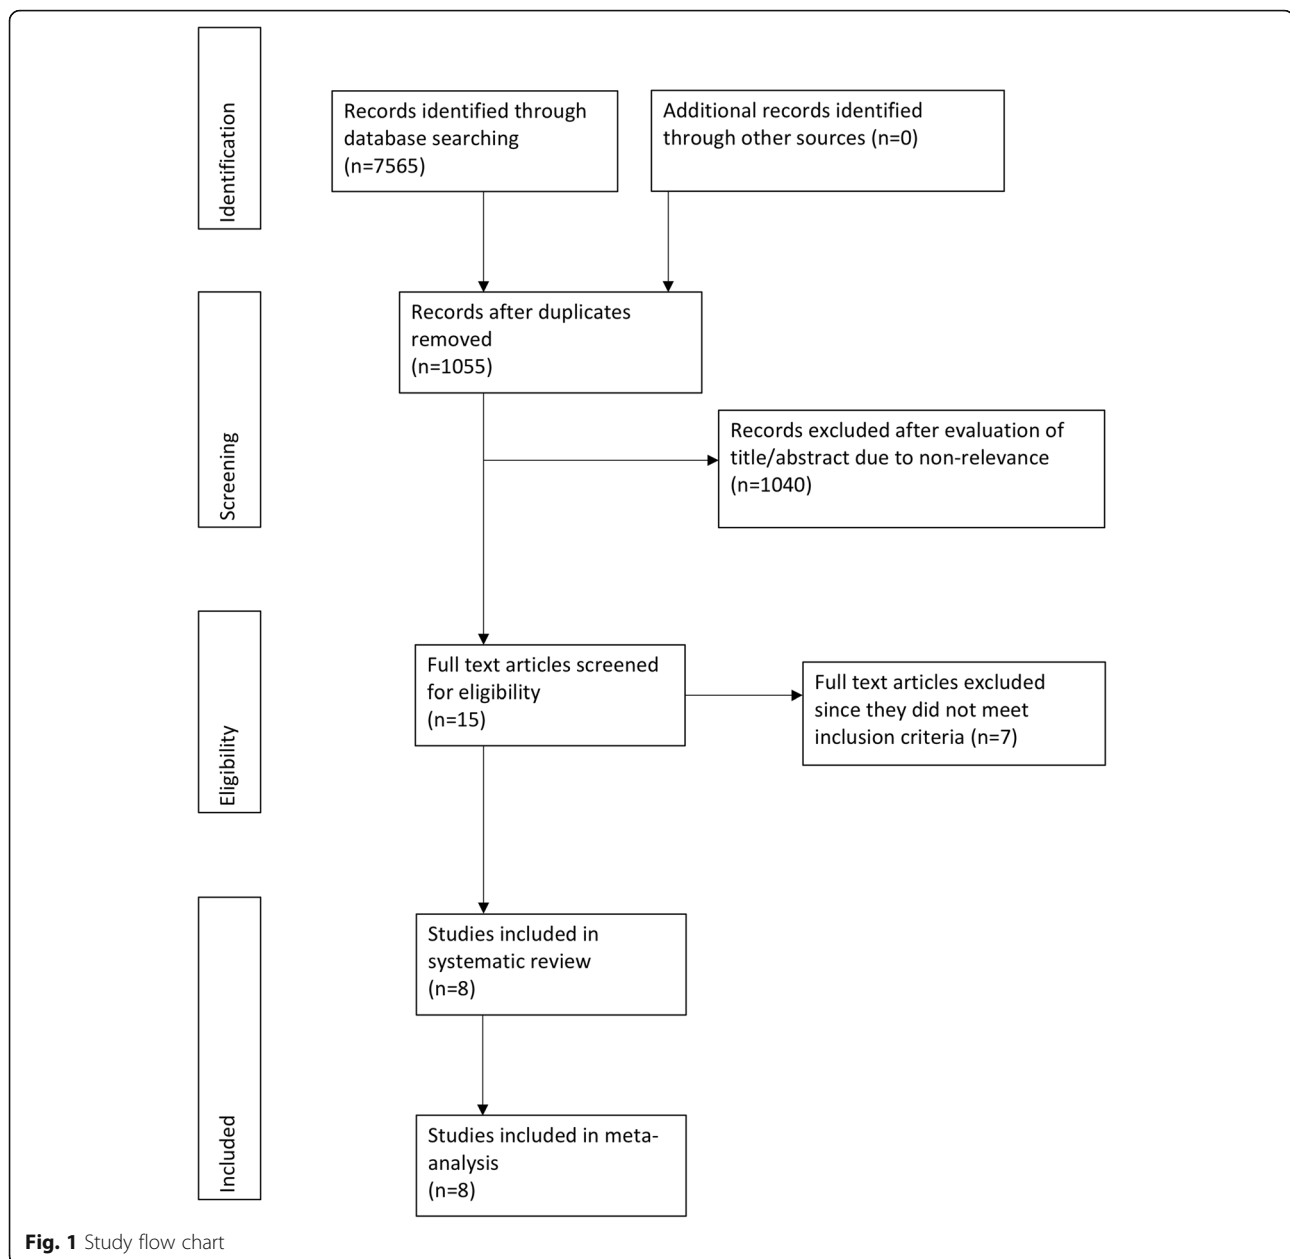 Identification
Records identified through
database searching
(n=7565)
Additional records identified
through other sources (n=0)
Screening
Records after duplicates
removed
(n=1055)
Records excluded after evaluation of
title/abstract due to non-relevance
(n=1040)
Eligibility
Full text articles screened
for eligibility
(n=15)
Full text articles excluded
since they did not meet
inclusion criteria (n=7)
Included
Studies included in
systematic review
(n=8)
Studies included in meta-
analysis
(n=8)
Fig. 1 Study flow chart